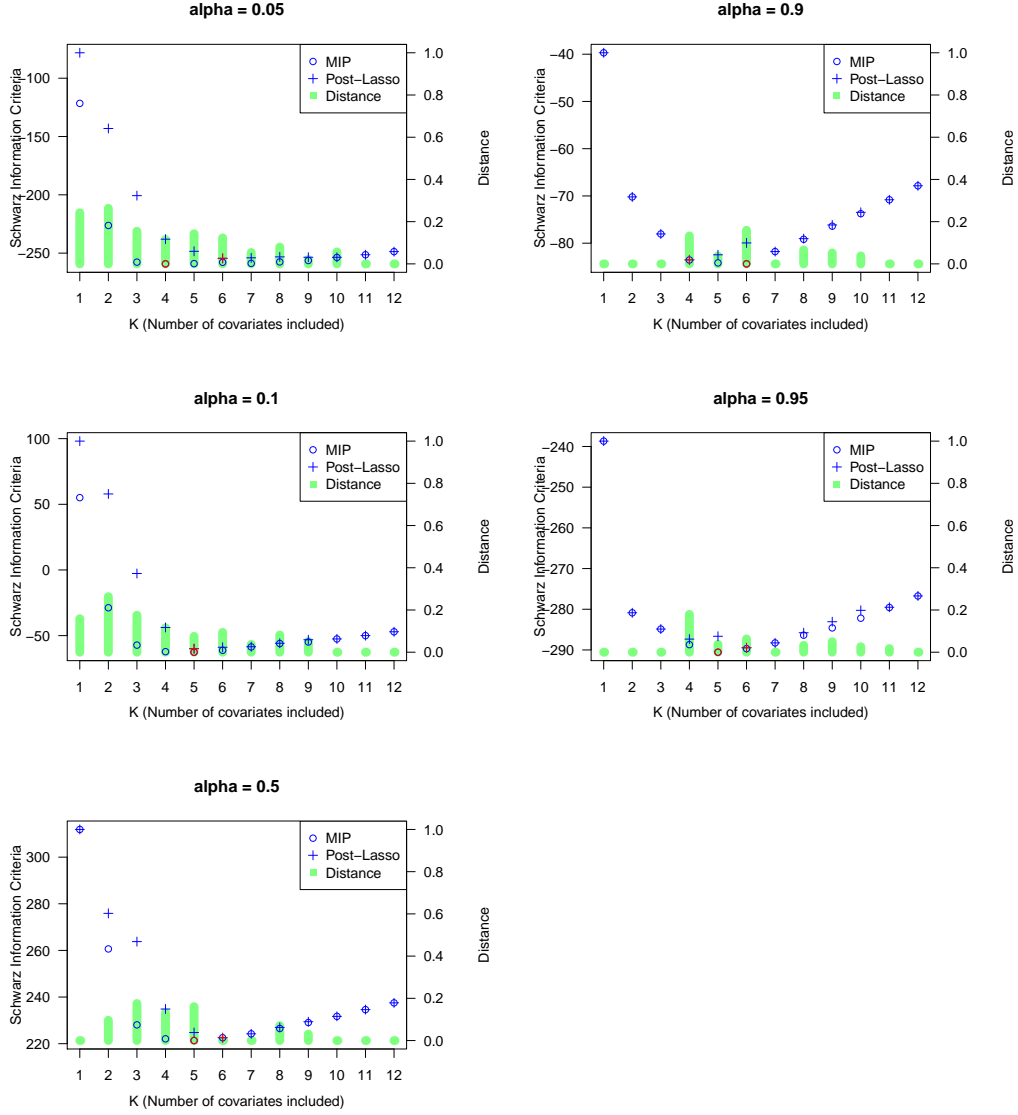 alpha = 0.05
Schwarz Information Criteria
−100
−150
−200
−250
MIP
Post−Lasso
Distance
1.0
0.8
0.6
0.4
0.2
0.0
Distance
1 2 3 4 5 6 7 8 9 10 11 12
K (Number of covariates included)
alpha = 0.9
Schwarz Information Criteria
−40
−50
−60
−70
−80
MIP
Post−Lasso
Distance
1.0
0.8
0.6
0.4
0.2
0.0
Distance
1 2 3 4 5 6 7 8 9 10 11 12
K (Number of covariates included)
alpha = 0.1
Schwarz Information Criteria
100
50
0
−50
MIP
Post−Lasso
Distance
1.0
0.8
0.6
0.4
0.2
0.0
Distance
1 2 3 4 5 6 7 8 9 10 11 12
K (Number of covariates included)
alpha = 0.95
Schwarz Information Criteria
−240
−250
−260
−270
−280
−290
MIP
Post−Lasso
Distance
1.0
0.8
0.6
0.4
0.2
0.0
Distance
1 2 3 4 5 6 7 8 9 10 11 12
K (Number of covariates included)
alpha = 0.5
Schwarz Information Criteria
300
280
260
240
220
MIP
Post−Lasso
Distance
1.0
0.8
0.6
0.4
0.2
0.0
Distance
1 2 3 4 5 6 7 8 9 10 11 12
K (Number of covariates included)